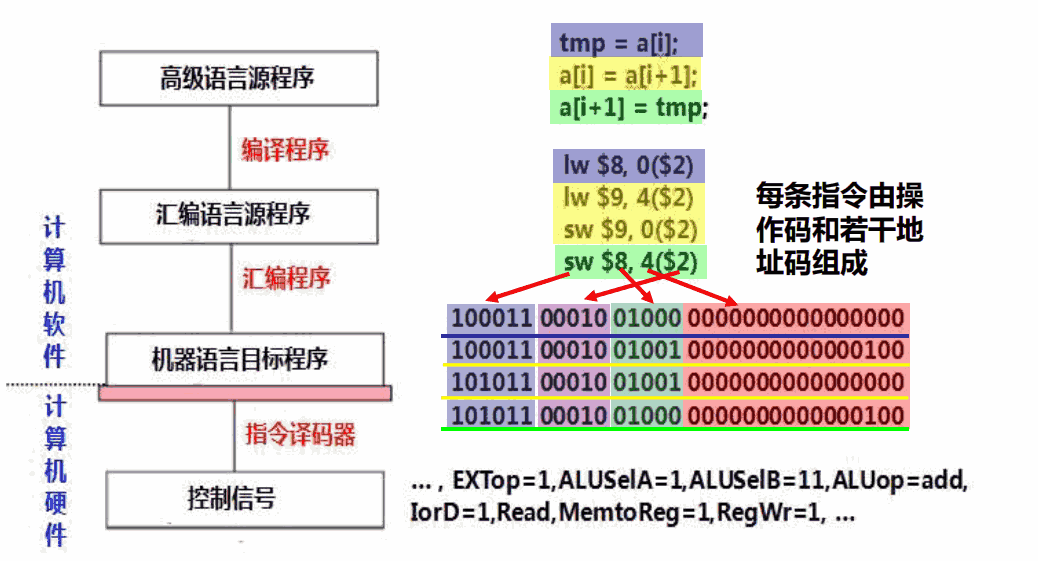 高级语言源程序
编译程序
汇编语言源程序
汇编程序
机器语言目标程序
指令译码器
控制信号
计算机软件
计算机硬件
tmp = a[i];
a[i] = a[i+1];
a[i+1] = tmp;
lw $8, 0($2)
lw $9, 4($2)
sw $9, 0($2)
sw $8, 4($2)
每条指令由操
作码和若干地
址码组成
100011 00010 01000 0000000000000000
100011 00010 01001 0000000000000100
101011 00010 01001 0000000000000000
101011 00010 01000 0000000000000100
... , EXTop=1,ALUSelA=1,ALUSelB=11,ALUop=add,
IorD=1,Read,MemtoReg=1,RegWr=1, ...